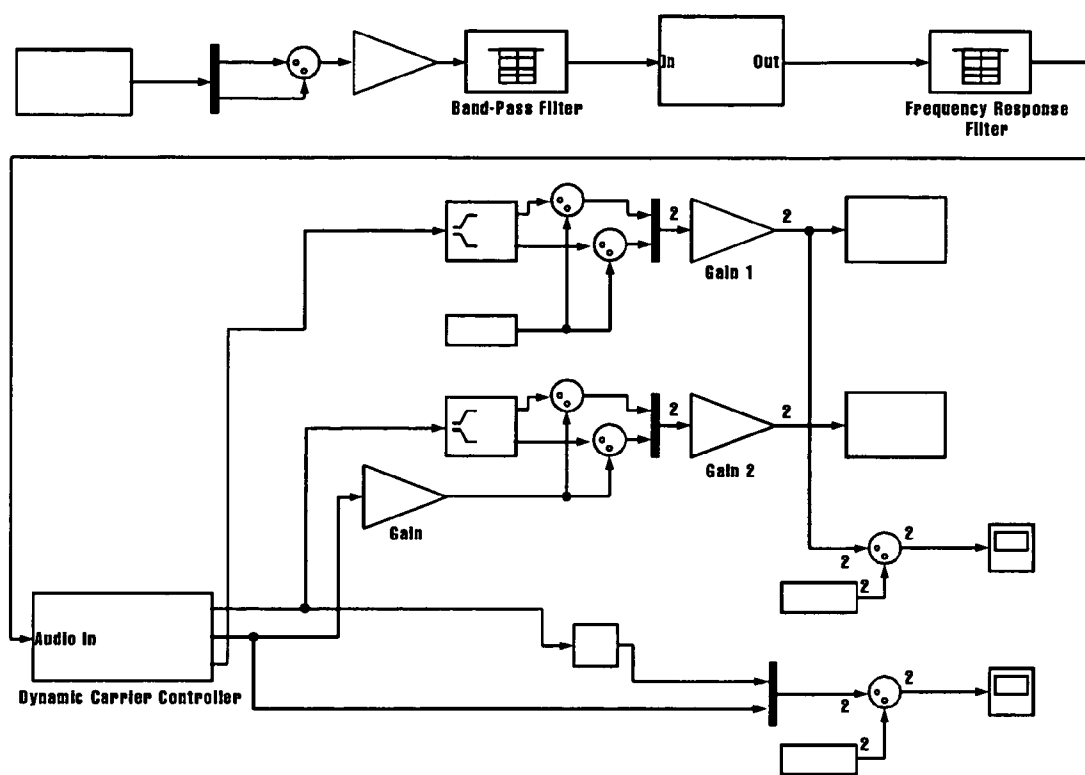 In
Out
Band-Pass Filter
Frequency Response
Filter
2
2
Gain 1
2
2
Gain 2
Gain
2
2
2
Audio In
Dynamic Carrier Controller
2
2
2